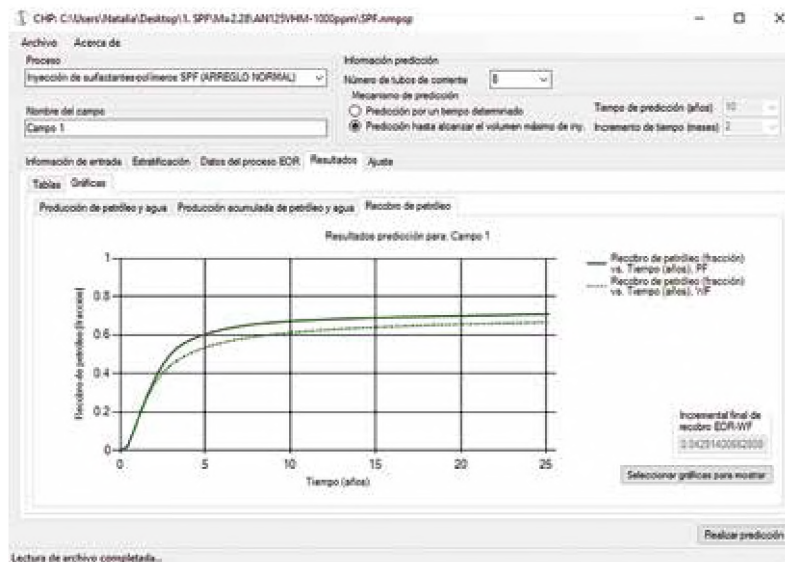 CHP: C:\Users\Natalia\Desktop\1. SPF\M=2.28\AN125VHM-1000ppm\SPF.nmpqp
Archivo Acerca de
Proceso
Inyección de sulfactantes-polímeros SPF (ARREGLO NORMAL)
Nombre del campo
Campo 1
Información predicción
Número de tubos de corriente 8
Mecanismo de predicción
Predicción por un tiempo determinado
Predicción hasta alcanzar el volumen máximo de iny.
Tiempo de predicción (años) 10
Incremento de tiempo (meses) 2
Información de entrada Estratificación Datos del proceso EOR Resultados Ajuste
Tablas Gráficas
Producción de petróleo y agua Producción acumulada de petróleo y agua Recobro de petróleo
Resultados predicción para: Campo 1
Recobro de petróleo (fracción)
1
0.8
0.6
0.4
0.2
0
0 5 10 15 20 25
Tiempo (años)
Recobro de petróleo (fracción)
vs. Tiempo (años), PF
Recobro de petróleo (fracción)
vs. Tiempo (años), WF
Incremental final de
recobro EOR-WF
Seleccionar gráficas para mostrar
Realizar predicción
Lectura de archivo completada...